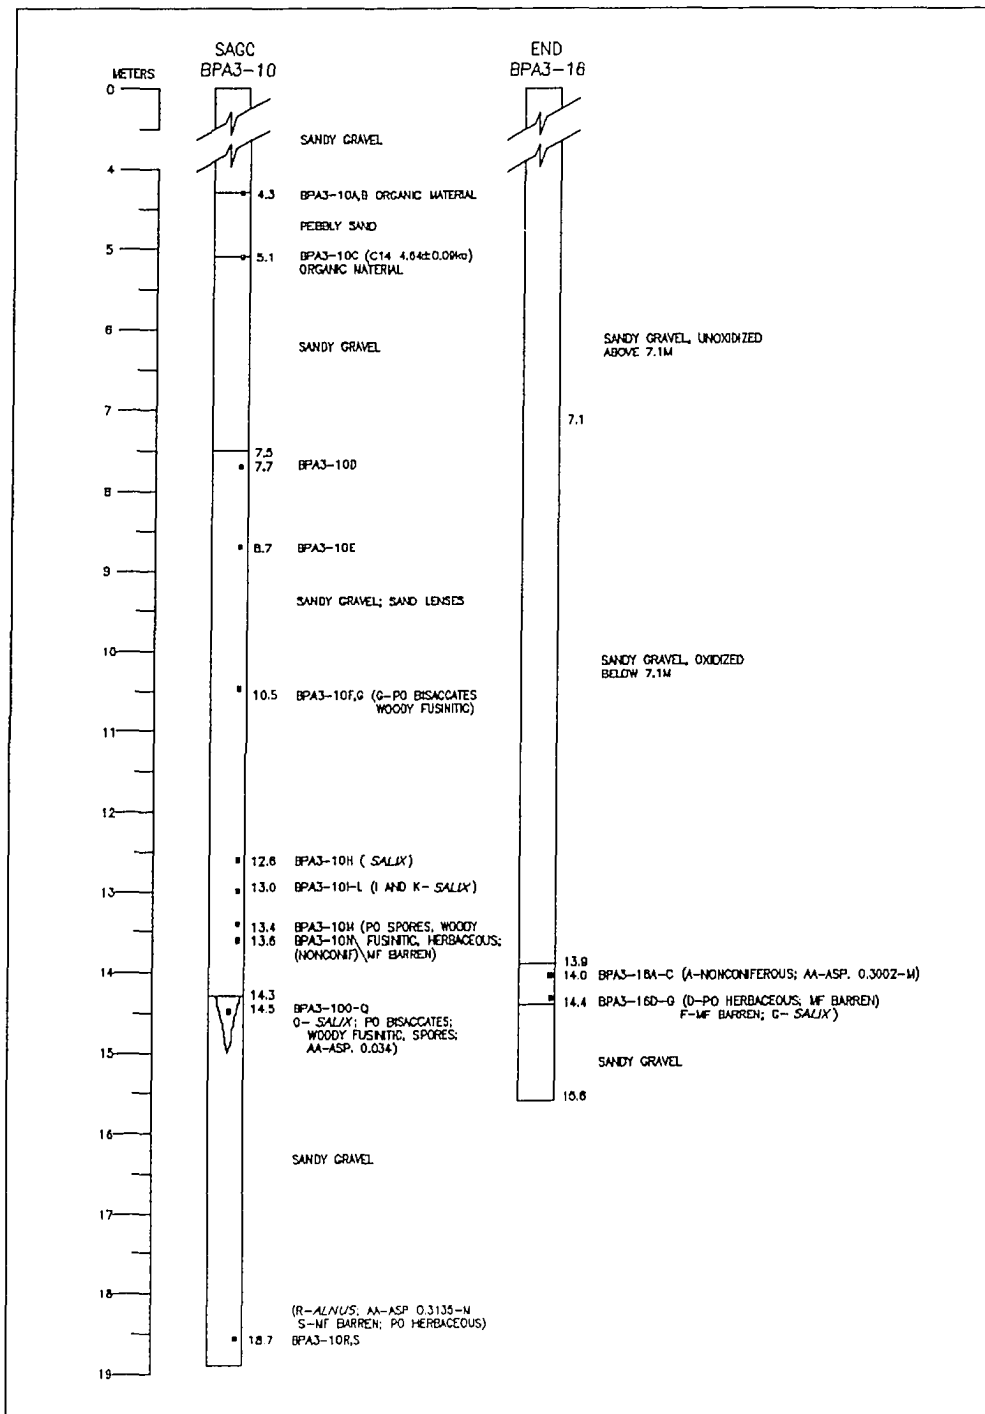 SAGC
BPA3-10
END
BPA3-16
METERS
0
SANDY GRAVEL
4
4.3 BPA3-10A,B ORGANIC MATERIAL
PEBBLY SAND
5
5.1 BPA3-10C (C14 4.64±0.09ka)
ORGANIC MATERIAL
6
SANDY GRAVEL
SANDY GRAVEL, UNOXIDIZED
ABOVE 7.1M
7
7.1
7.5
7.7 BPA3-10D
8
8.7 BPA3-10E
9
SANDY GRAVEL; SAND LENSES
10
SANDY GRAVEL, OXIDIZED
BELOW 7.1M
10.5 BPA3-10F,G (G-PO BISACCATES
WOODY FUSINITIC)
11
12
12.6 BPA3-10H (SALIX)
13
13.0 BPA3-10I-L (I AND K- SALIX)
13.4 BPA3-10M (PO SPORES, WOODY
13.6 BPA3-10N\ FUSINITIC, HERBACEOUS;
(NONCONIF)\MF BARREN)
13.9
14
14.0 BPA3-16A-C (A-NONCONIFEROUS; AA-ASP. 0.3002-M)
14.3
14.4 BPA3-16D-G (D-PO HERBACEOUS; MF BARREN)
F-MF BARREN; G- SALIX)
14.5 BPA3-10O-Q
O- SALIX; PO BISACCATES;
WOODY FUSINITIC, SPORES;
AA-ASP. 0.034)
15
SANDY GRAVEL
15.6
16
SANDY GRAVEL
17
18
(R-ALNUS; AA-ASP 0.3135-M
S-MF BARREN; PO HERBACEOUS)
18.7 BPA3-10R,S
19